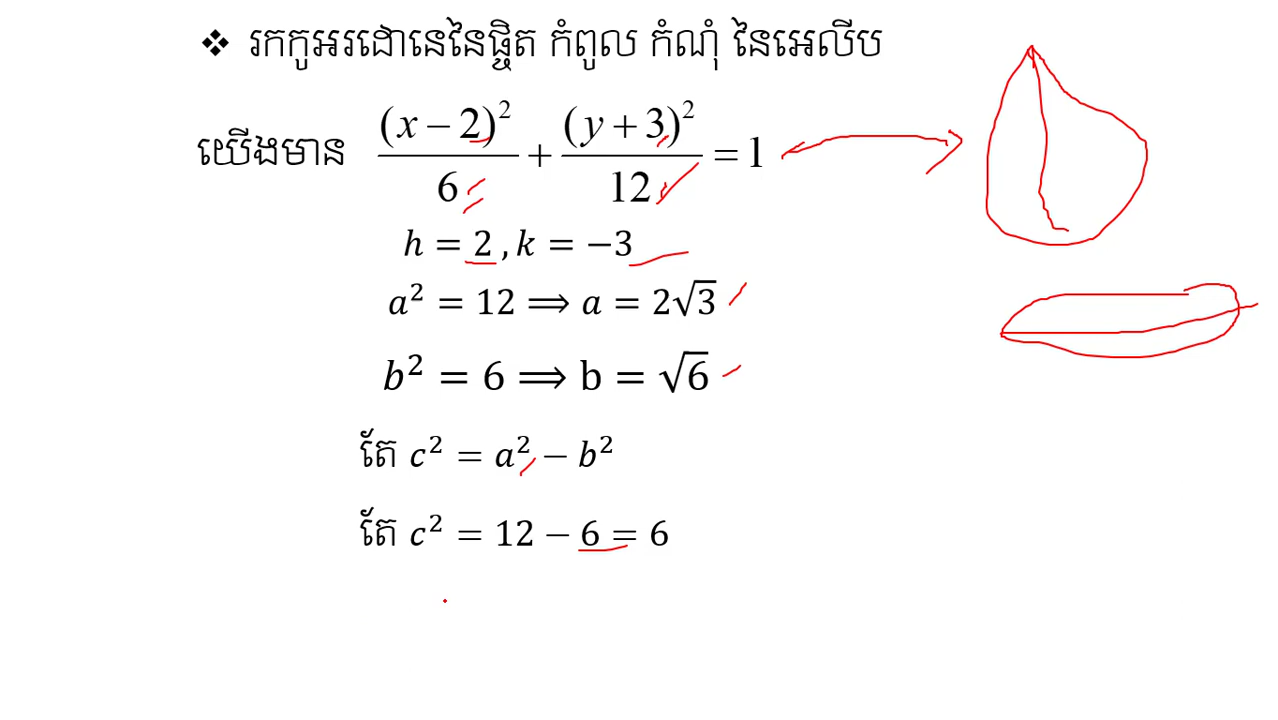 ❖ រកកូអរដោនេនៃផ្ចិត កំពូល កំណុំ នៃអេលីប
យើងមាន (x − 2)²/6 + (y + 3)²/12 = 1
h = 2 , k = −3
a² = 12 ⟹ a = 2√3
b² = 6 ⟹ b = √6
តែ c² = a² − b²
តែ c² = 12 − 6 = 6